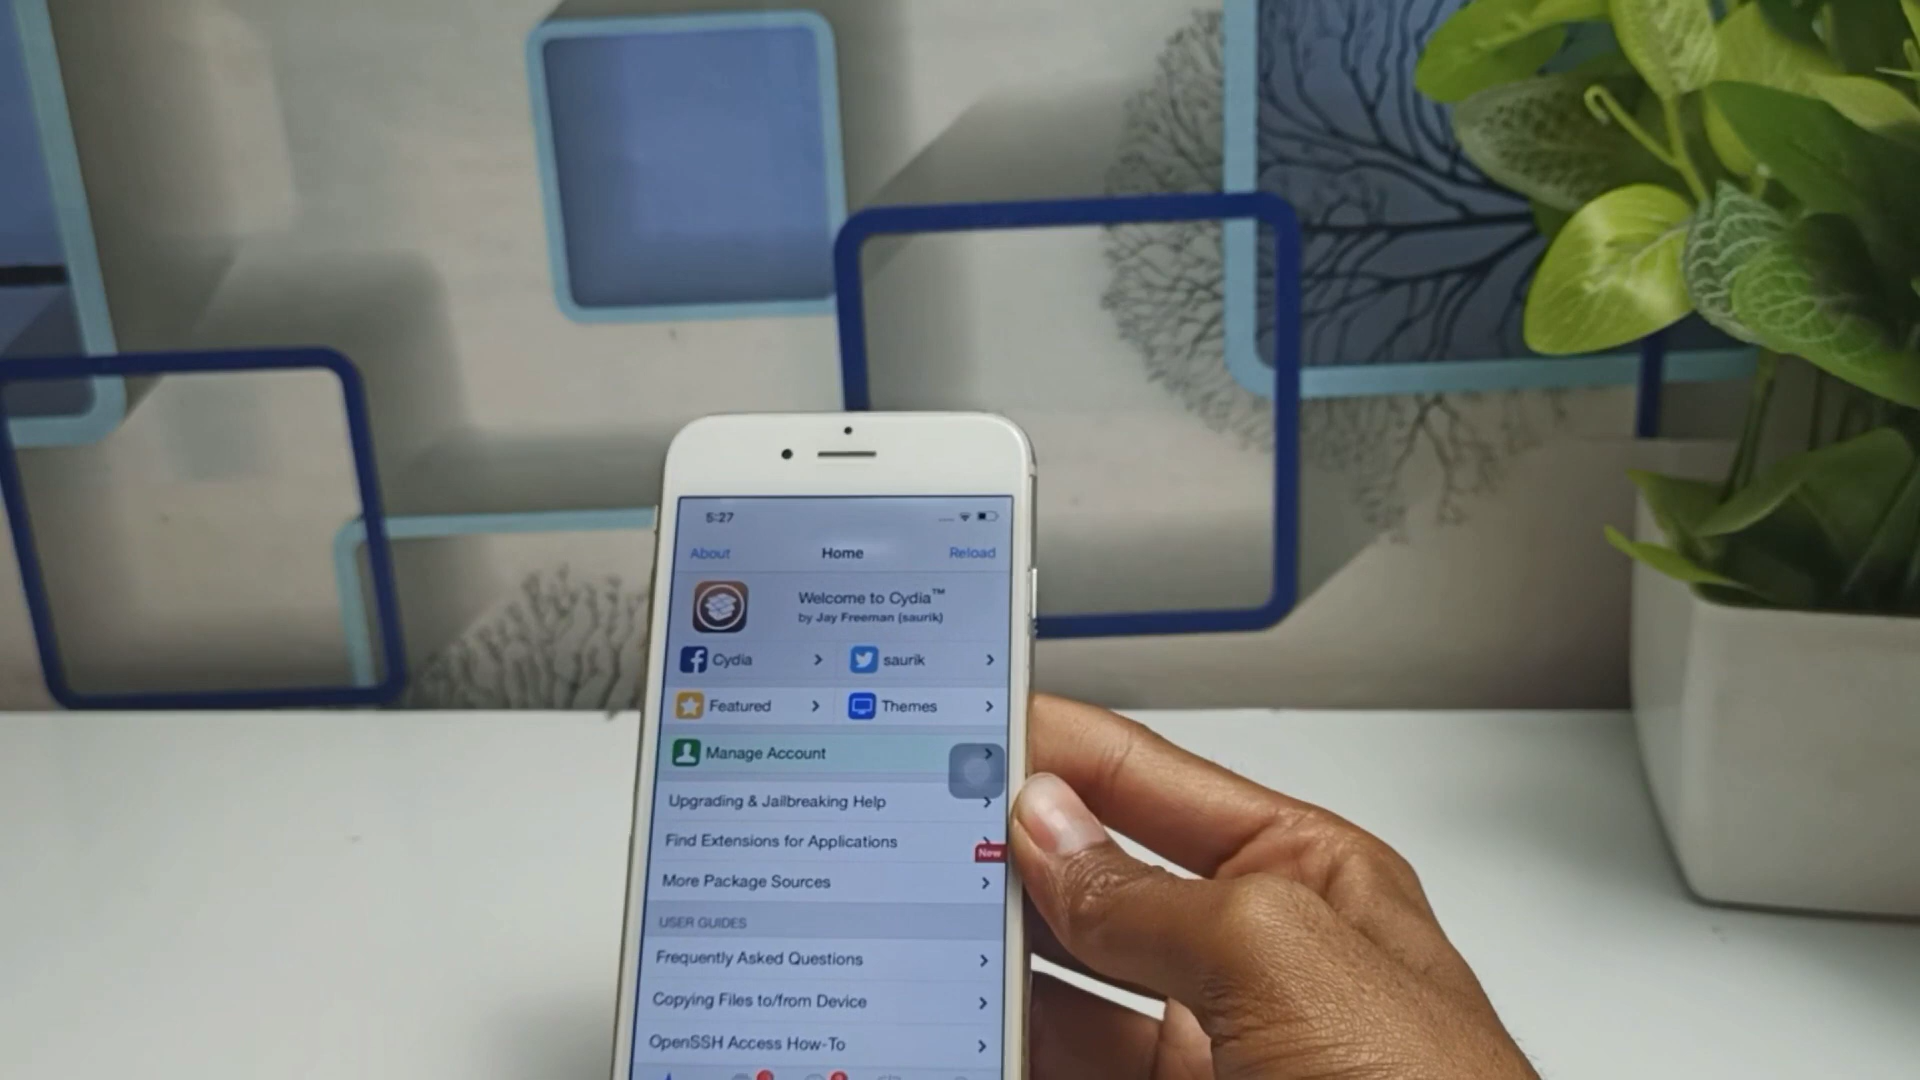 5:27
About Home Reload
Welcome to Cydia™
by Jay Freeman (saurik)
Cydia saurik
Featured Themes
Manage Account
Upgrading & Jailbreaking Help
Find Extensions for Applications
New
More Package Sources
USER GUIDES
Frequently Asked Questions
Copying Files to/from Device
OpenSSH Access How-To